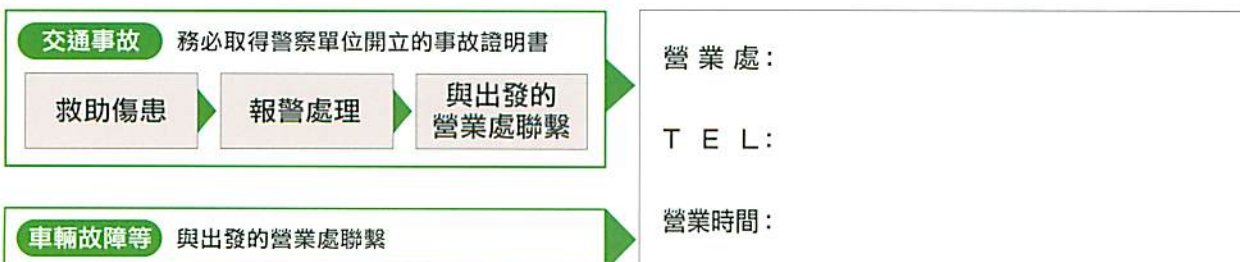 交通事故 務必取得警察單位開立的事故證明書
救助傷患
報警處理
與出發的
營業處聯繫
車輛故障等 與出發的營業處聯繫
營業處：
TEL：
營業時間：